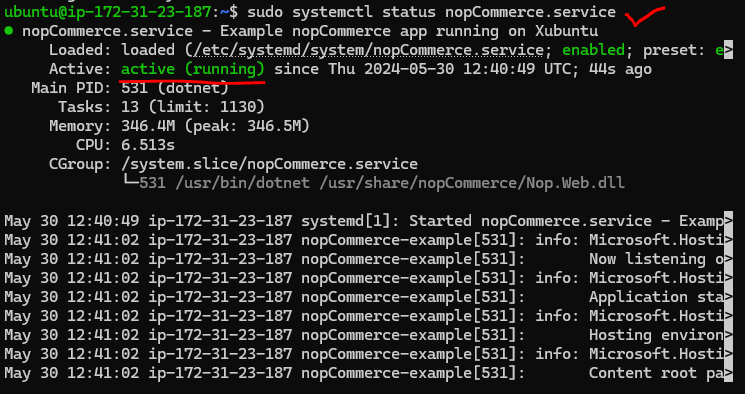 ubuntu@ip-172-31-23-187:~$ sudo systemctl status nopCommerce.service
● nopCommerce.service - Example nopCommerce app running on Xubuntu
     Loaded: loaded (/etc/systemd/system/nopCommerce.service; enabled; preset: e>
     Active: active (running) since Thu 2024-05-30 12:40:49 UTC; 44s ago
   Main PID: 531 (dotnet)
      Tasks: 13 (limit: 1130)
     Memory: 346.4M (peak: 346.5M)
        CPU: 6.513s
     CGroup: /system.slice/nopCommerce.service
             └─531 /usr/bin/dotnet /usr/share/nopCommerce/Nop.Web.dll
May 30 12:40:49 ip-172-31-23-187 systemd[1]: Started nopCommerce.service - Examp>
May 30 12:41:02 ip-172-31-23-187 nopCommerce-example[531]: info: Microsoft.Hosti>
May 30 12:41:02 ip-172-31-23-187 nopCommerce-example[531]:       Now listening o>
May 30 12:41:02 ip-172-31-23-187 nopCommerce-example[531]: info: Microsoft.Hosti>
May 30 12:41:02 ip-172-31-23-187 nopCommerce-example[531]:       Application sta>
May 30 12:41:02 ip-172-31-23-187 nopCommerce-example[531]: info: Microsoft.Hosti>
May 30 12:41:02 ip-172-31-23-187 nopCommerce-example[531]:       Hosting environ>
May 30 12:41:02 ip-172-31-23-187 nopCommerce-example[531]: info: Microsoft.Hosti>
May 30 12:41:02 ip-172-31-23-187 nopCommerce-example[531]:       Content root pa>